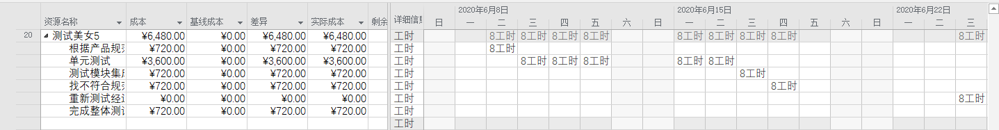 2020年6月8日 2020年6月15日 2020年6月22日
资源名称 成本 基线成本 差异 实际成本 剩余 详细信息 日 一 二 三 四 五 六 日 一 二 三 四 五 六 日 一 二 三
20 测试美女5 ¥6,480.00 ¥0.00 ¥6,480.00 ¥6,480.00 工时 8工时 8工时 8工时 8工时 8工时 8工时 8工时 8工时 8工时
根据产品规范 ¥720.00 ¥0.00 ¥720.00 ¥720.00 工时 8工时
单元测试 ¥3,600.00 ¥0.00 ¥3,600.00 ¥3,600.00 工时 8工时 8工时 8工时 8工时 8工时
测试模块集成 ¥720.00 ¥0.00 ¥720.00 ¥720.00 工时 8工时
找不符合规范 ¥720.00 ¥0.00 ¥720.00 ¥720.00 工时 8工时
重新测试经过 ¥0.00 ¥0.00 ¥0.00 ¥0.00 工时 8工时
完成整体测试 ¥720.00 ¥0.00 ¥720.00 ¥720.00 工时
工时